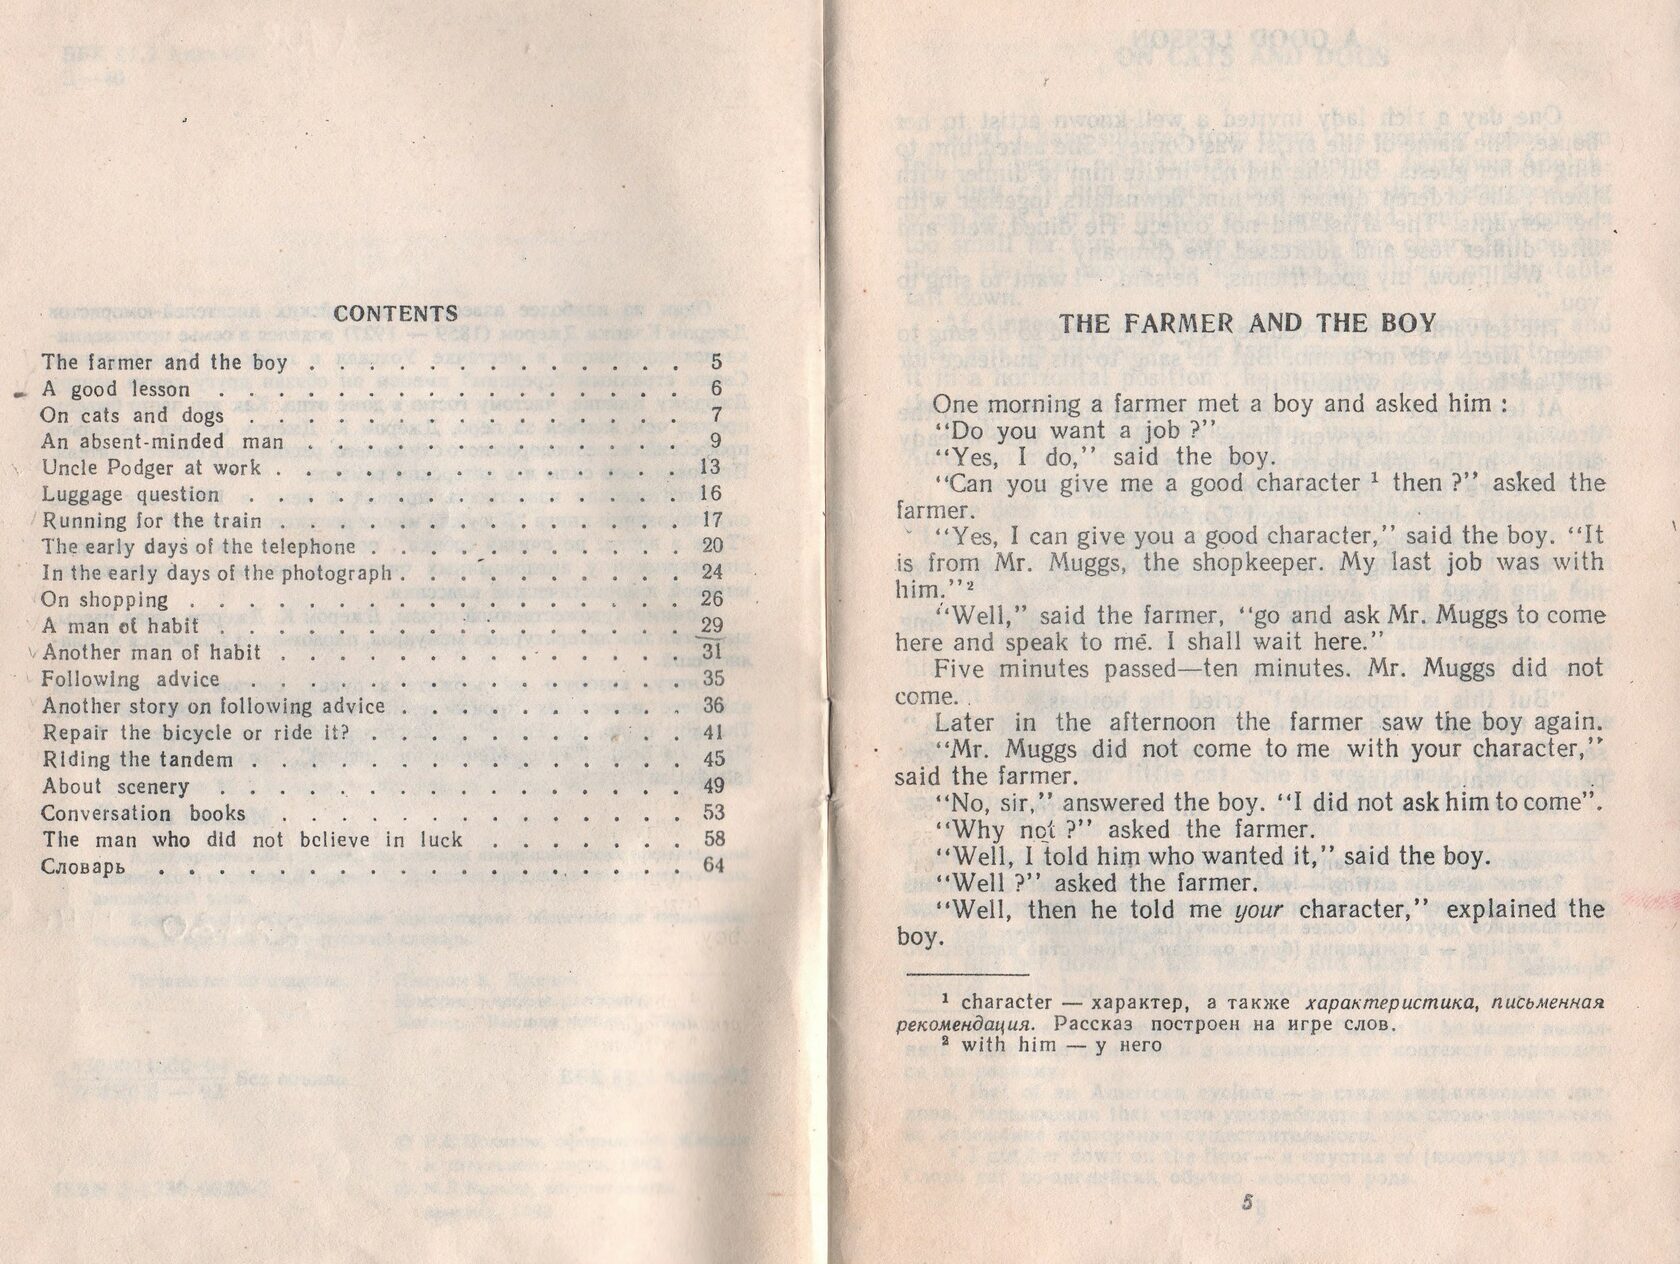 CONTENTS
The farmer and the boy . . . . . . . . . . . . . . 5
A good lesson . . . . . . . . . . . . . . . . . 6
On cats and dogs . . . . . . . . . . . . . . . . 7
An absent-minded man . . . . . . . . . . . . . . 9
Uncle Podger at work . . . . . . . . . . . . . . 13
Luggage question . . . . . . . . . . . . . . . . 16
Running for the train . . . . . . . . . . . . . . 17
The early days of the telephone . . . . . . . . . . . 20
In the early days of the photograph . . . . . . . . . . 24
On shopping . . . . . . . . . . . . . . . . . . 26
A man of habit . . . . . . . . . . . . . . . . . 29
Another man of habit . . . . . . . . . . . . . . 31
Following advice . . . . . . . . . . . . . . . . 35
Another story on following advice . . . . . . . . . . 36
Repair the bicycle or ride it? . . . . . . . . . . . 41
Riding the tandem . . . . . . . . . . . . . . . 45
About scenery . . . . . . . . . . . . . . . . 49
Conversation books . . . . . . . . . . . . . . 53
The man who did not believe in luck . . . . . . . 58
Словарь . . . . . . . . . . . . . . . . . . . 64
THE FARMER AND THE BOY
One morning a farmer met a boy and asked him :
“Do you want a job ?”
“Yes, I do,” said the boy.
“Can you give me a good character ¹ then ?” asked the
farmer.
“Yes, I can give you a good character,” said the boy. “It
is from Mr. Muggs, the shopkeeper. My last job was with
him.”²
“Well,” said the farmer, “go and ask Mr. Muggs to come
here and speak to me. I shall wait here.”
Five minutes passed—ten minutes. Mr. Muggs did not
come.
Later in the afternoon the farmer saw the boy again.
“Mr. Muggs did not come to me with your character,”
said the farmer.
“No, sir,” answered the boy. “I did not ask him to come”.
“Why not ?” asked the farmer.
“Well, I told him who wanted it,” said the boy.
“Well ?” asked the farmer.
“Well, then he told me your character,” explained the
boy.
¹ character — характер, а также характеристика, письменная
рекомендация. Рассказ построен на игре слов.
² with him — у него
5